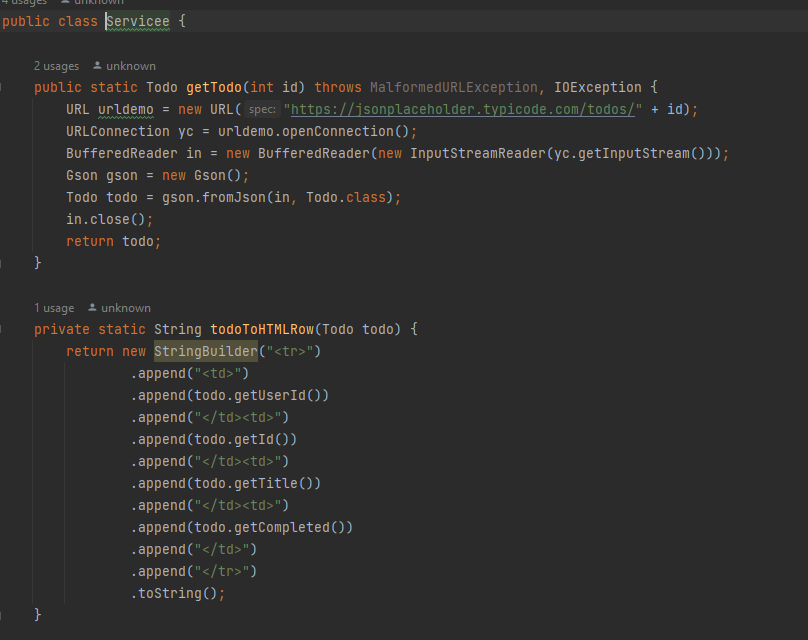 4 usages unknown
public class Servicee {
2 usages unknown
public static Todo getTodo(int id) throws MalformedURLException, IOException {
URL urldemo = new URL( spec: "https://jsonplaceholder.typicode.com/todos/" + id);
URLConnection yc = urldemo.openConnection();
BufferedReader in = new BufferedReader(new InputStreamReader(yc.getInputStream()));
Gson gson = new Gson();
Todo todo = gson.fromJson(in, Todo.class);
in.close();
return todo;
}
1 usage unknown
private static String todoToHTMLRow(Todo todo) {
return new StringBuilder("<tr>")
.append("<td>")
.append(todo.getUserId())
.append("</td><td>")
.append(todo.getId())
.append("</td><td>")
.append(todo.getTitle())
.append("</td><td>")
.append(todo.getCompleted())
.append("</td>")
.append("</tr>")
.toString();
}